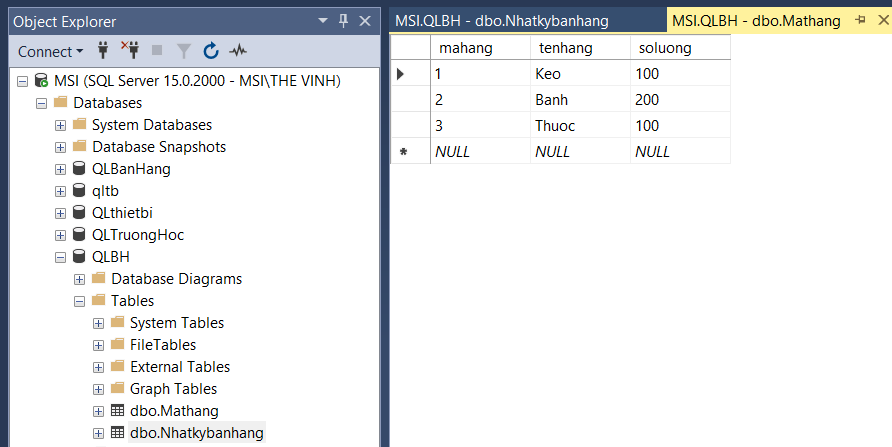 Object Explorer
Connect
MSI (SQL Server 15.0.2000 - MSI\THE VINH)
Databases
System Databases
Database Snapshots
QLBanHang
qltb
QLthietbi
QLTruongHoc
QLBH
Database Diagrams
Tables
System Tables
FileTables
External Tables
Graph Tables
dbo.Mathang
dbo.Nhatkybanhang
MSI.QLBH - dbo.Nhatkybanhang MSI.QLBH - dbo.Mathang
mahang tenhang soluong
1 Keo 100
2 Banh 200
3 Thuoc 100
NULL NULL NULL